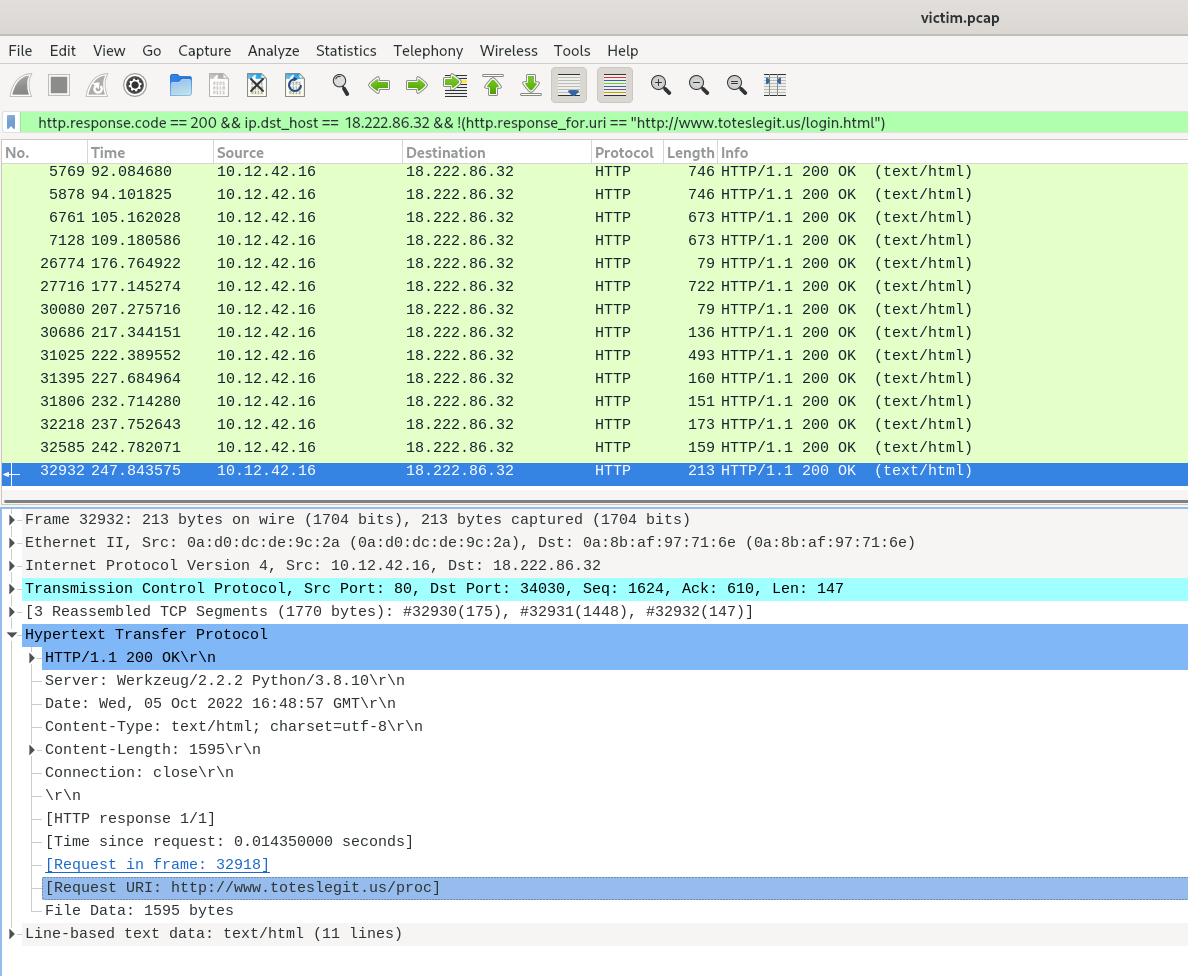 victim.pcap
File Edit View Go Capture Analyze Statistics Telephony Wireless Tools Help
http.response.code == 200 && ip.dst_host == 18.222.86.32 && !(http.response_for.uri == "http://www.toteslegit.us/login.html")
No. Time Source Destination Protocol Length Info
5769 92.084680 10.12.42.16 18.222.86.32 HTTP 746 HTTP/1.1 200 OK (text/html)
5878 94.101825 10.12.42.16 18.222.86.32 HTTP 746 HTTP/1.1 200 OK (text/html)
6761 105.162028 10.12.42.16 18.222.86.32 HTTP 673 HTTP/1.1 200 OK (text/html)
7128 109.180586 10.12.42.16 18.222.86.32 HTTP 673 HTTP/1.1 200 OK (text/html)
26774 176.764922 10.12.42.16 18.222.86.32 HTTP 79 HTTP/1.1 200 OK (text/html)
27716 177.145274 10.12.42.16 18.222.86.32 HTTP 722 HTTP/1.1 200 OK (text/html)
30080 207.275716 10.12.42.16 18.222.86.32 HTTP 79 HTTP/1.1 200 OK (text/html)
30686 217.344151 10.12.42.16 18.222.86.32 HTTP 136 HTTP/1.1 200 OK (text/html)
31025 222.389552 10.12.42.16 18.222.86.32 HTTP 493 HTTP/1.1 200 OK (text/html)
31395 227.684964 10.12.42.16 18.222.86.32 HTTP 160 HTTP/1.1 200 OK (text/html)
31806 232.714280 10.12.42.16 18.222.86.32 HTTP 151 HTTP/1.1 200 OK (text/html)
32218 237.752643 10.12.42.16 18.222.86.32 HTTP 173 HTTP/1.1 200 OK (text/html)
32585 242.782071 10.12.42.16 18.222.86.32 HTTP 159 HTTP/1.1 200 OK (text/html)
32932 247.843575 10.12.42.16 18.222.86.32 HTTP 213 HTTP/1.1 200 OK (text/html)
Frame 32932: 213 bytes on wire (1704 bits), 213 bytes captured (1704 bits)
Ethernet II, Src: 0a:d0:dc:de:9c:2a (0a:d0:dc:de:9c:2a), Dst: 0a:8b:af:97:71:6e (0a:8b:af:97:71:6e)
Internet Protocol Version 4, Src: 10.12.42.16, Dst: 18.222.86.32
Transmission Control Protocol, Src Port: 80, Dst Port: 34030, Seq: 1624, Ack: 610, Len: 147
[3 Reassembled TCP Segments (1770 bytes): #32930(175), #32931(1448), #32932(147)]
Hypertext Transfer Protocol
HTTP/1.1 200 OK\r\n
Server: Werkzeug/2.2.2 Python/3.8.10\r\n
Date: Wed, 05 Oct 2022 16:48:57 GMT\r\n
Content-Type: text/html; charset=utf-8\r\n
Content-Length: 1595\r\n
Connection: close\r\n
\r\n
[HTTP response 1/1]
[Time since request: 0.014350000 seconds]
[Request in frame: 32918]
[Request URI: http://www.toteslegit.us/proc]
File Data: 1595 bytes
Line-based text data: text/html (11 lines)